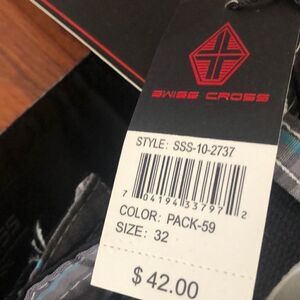 SWISS CROSS
STYLE: SSS-10-2737
7 04194 33797 2
COLOR: PACK-59
SIZE: 32
$42.00